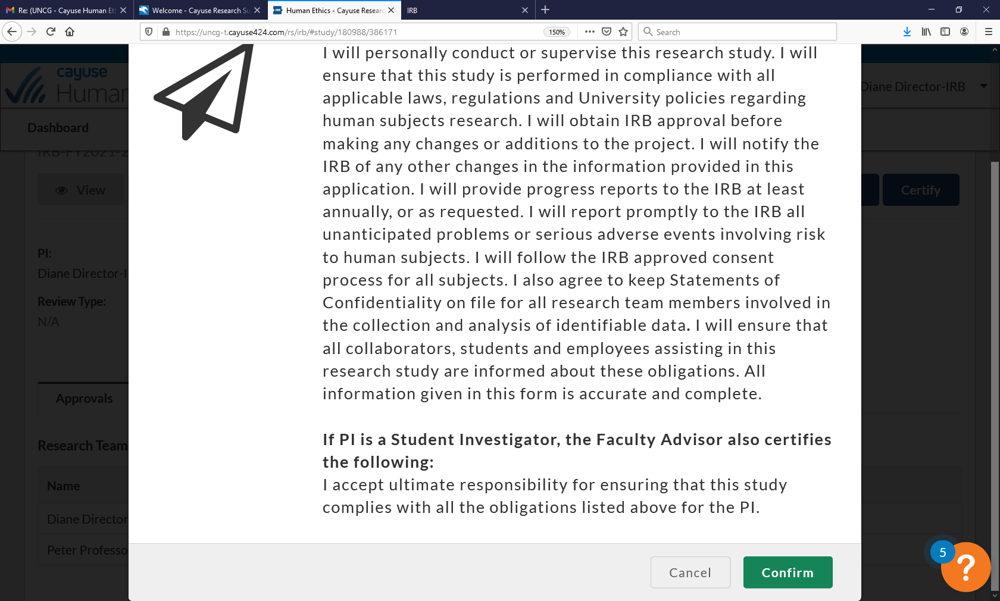 Re: (UNCG - Cayuse Human Et
Welcome - Cayuse Research Su
Human Ethics - Cayuse Researc
IRB
https://uncg-t.cayuse424.com/rs/irb/#study/180988/386171
150%
Search
cayuse
Human
Diane Director-IRB
Dashboard
IRB-FY2021-2
View
Certify
PI:
Diane Director-I
Review Type:
N/A
Approvals
Research Team
Name
Diane Director
Peter Professo
I will personally conduct or supervise this research study. I will
ensure that this study is performed in compliance with all
applicable laws, regulations and University policies regarding
human subjects research. I will obtain IRB approval before
making any changes or additions to the project. I will notify the
IRB of any other changes in the information provided in this
application. I will provide progress reports to the IRB at least
annually, or as requested. I will report promptly to the IRB all
unanticipated problems or serious adverse events involving risk
to human subjects. I will follow the IRB approved consent
process for all subjects. I also agree to keep Statements of
Confidentiality on file for all research team members involved in
the collection and analysis of identifiable data. I will ensure that
all collaborators, students and employees assisting in this
research study are informed about these obligations. All
information given in this form is accurate and complete.
If PI is a Student Investigator, the Faculty Advisor also certifies
the following:
I accept ultimate responsibility for ensuring that this study
complies with all the obligations listed above for the PI.
Cancel
Confirm
5
?